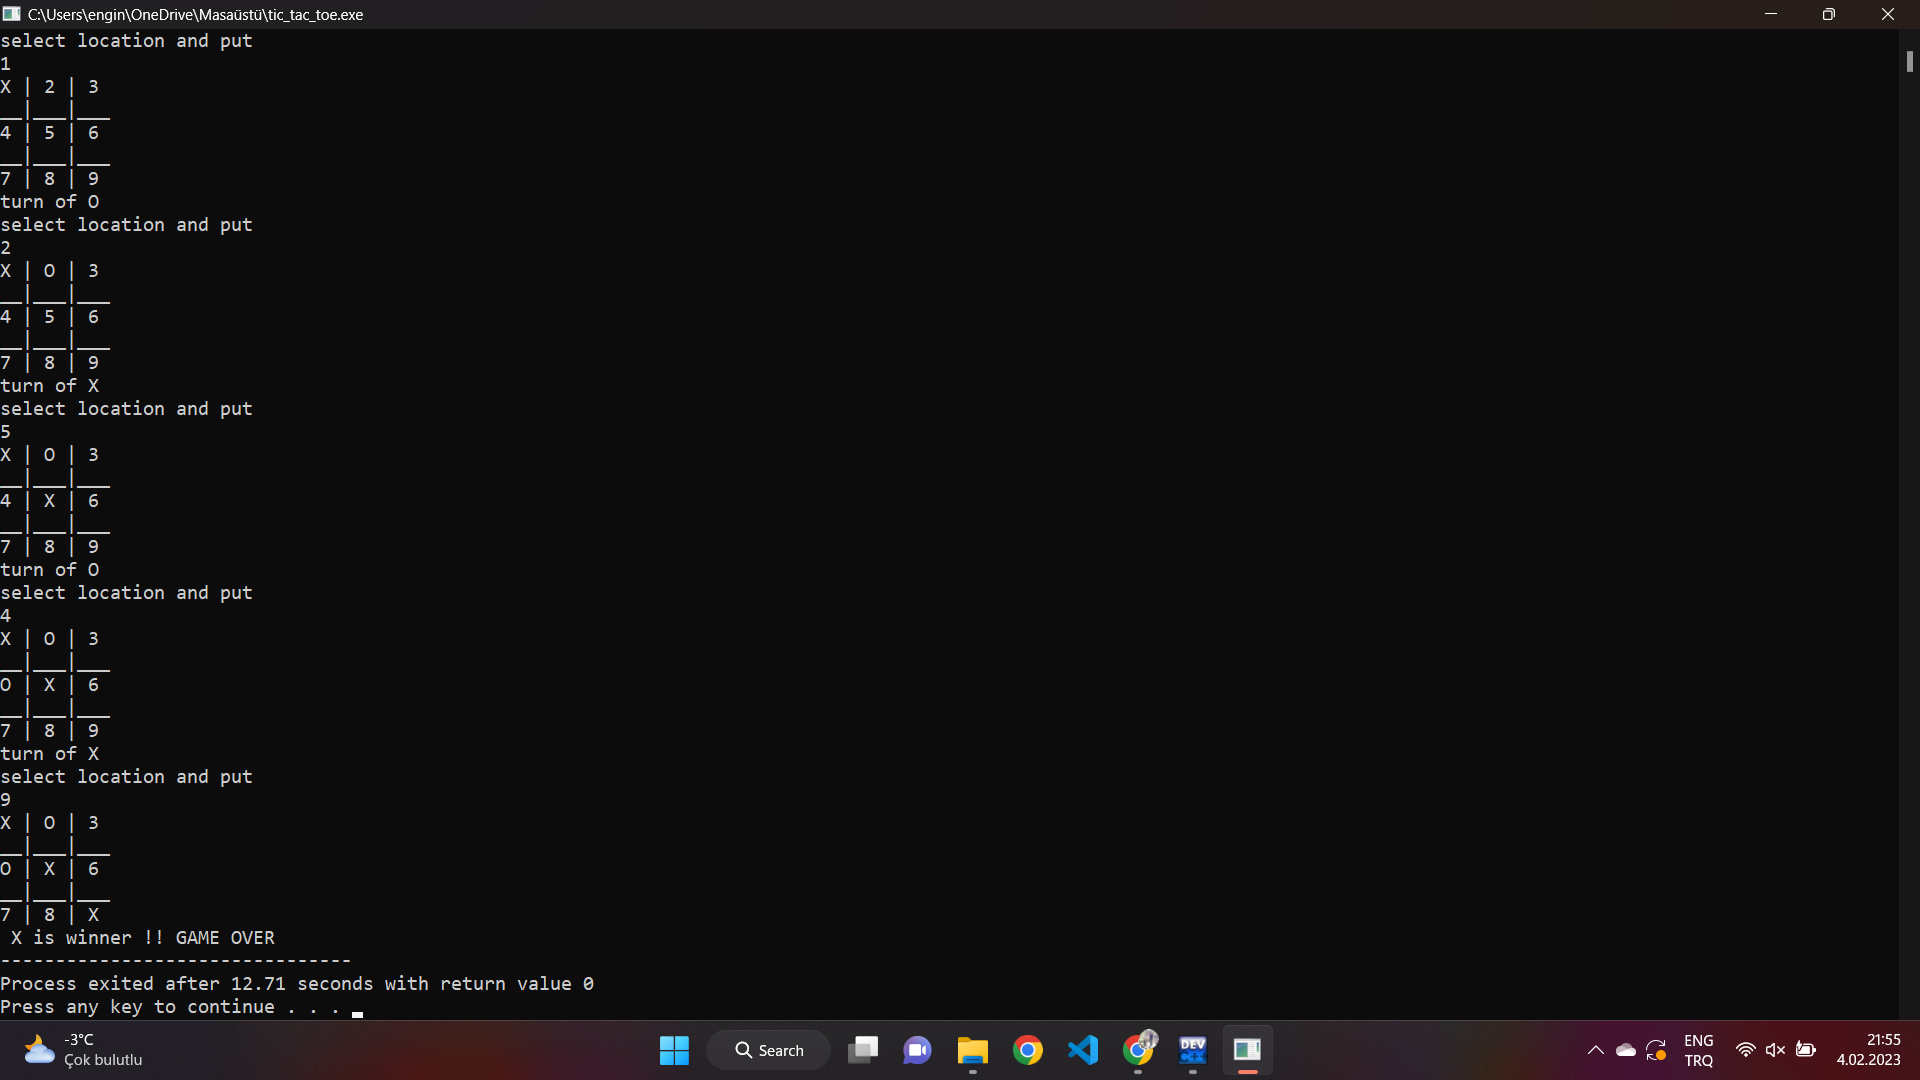 C:\Users\engin\OneDrive\Masaüstü\tic_tac_toe.exe
select location and put
1
X | 2 | 3
__|___|___
4 | 5 | 6
__|___|___
7 | 8 | 9
turn of O
select location and put
2
X | O | 3
__|___|___
4 | 5 | 6
__|___|___
7 | 8 | 9
turn of X
select location and put
5
X | O | 3
__|___|___
4 | X | 6
__|___|___
7 | 8 | 9
turn of O
select location and put
4
X | O | 3
__|___|___
O | X | 6
__|___|___
7 | 8 | 9
turn of X
select location and put
9
X | O | 3
__|___|___
O | X | 6
__|___|___
7 | 8 | X
 X is winner !! GAME OVER
--------------------------------
Process exited after 12.71 seconds with return value 0
Press any key to continue . . .
-3°C
Çok bulutlu
Search
DEV
C++
ENG
TRQ
21:55
4.02.2023